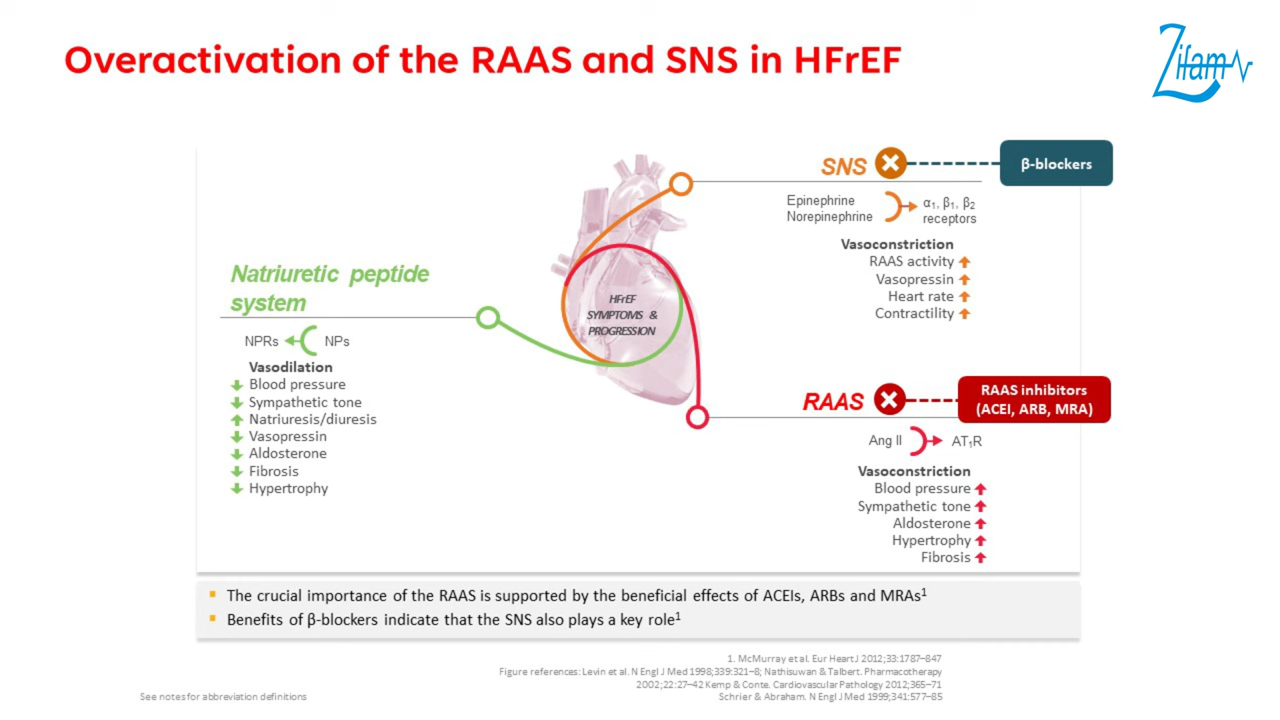 Overactivation of the RAAS and SNS in HFrEF
Zifam
SNS
β-blockers
Epinephrine
Norepinephrine
α₁, β₁, β₂
receptors
Vasoconstriction
RAAS activity
Vasopressin
Heart rate
Contractility
Natriuretic peptide
system
NPRs
NPs
Vasodilation
Blood pressure
Sympathetic tone
Natriuresis/diuresis
Vasopressin
Aldosterone
Fibrosis
Hypertrophy
HFrEF
SYMPTOMS &
PROGRESSION
RAAS
RAAS inhibitors
(ACEI, ARB, MRA)
Ang II
AT₁R
Vasoconstriction
Blood pressure
Sympathetic tone
Aldosterone
Hypertrophy
Fibrosis
The crucial importance of the RAAS is supported by the beneficial effects of ACEIs, ARBs and MRAs¹
Benefits of β-blockers indicate that the SNS also plays a key role¹
1. McMurray et al. Eur Heart J 2012;33:1787–847
Figure references: Levin et al. N Engl J Med 1998;339:321–8; Nathisuwan & Talbert. Pharmacotherapy
2002;22:27–42 Kemp & Conte. Cardiovascular Pathology 2012;365–71
Schrier & Abraham. N Engl J Med 1999;341:577–85
See notes for abbreviation definitions